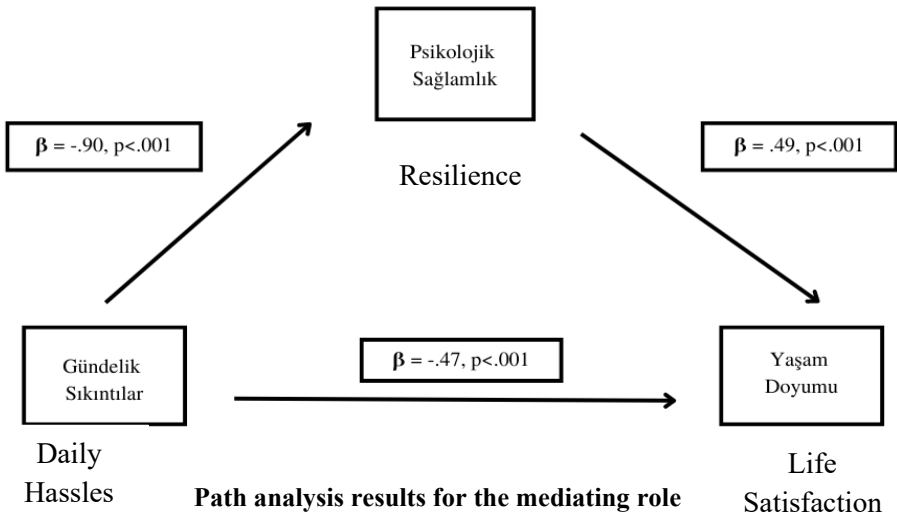 Psikolojik
Sağlamlık
β = -.90, p<.001
β = .49, p<.001
Resilience
Gündelik
Sıkıntılar
β = -.47, p<.001
Yaşam
Doyumu
Daily
Hassles
Path analysis results for the mediating role
Life
Satisfaction